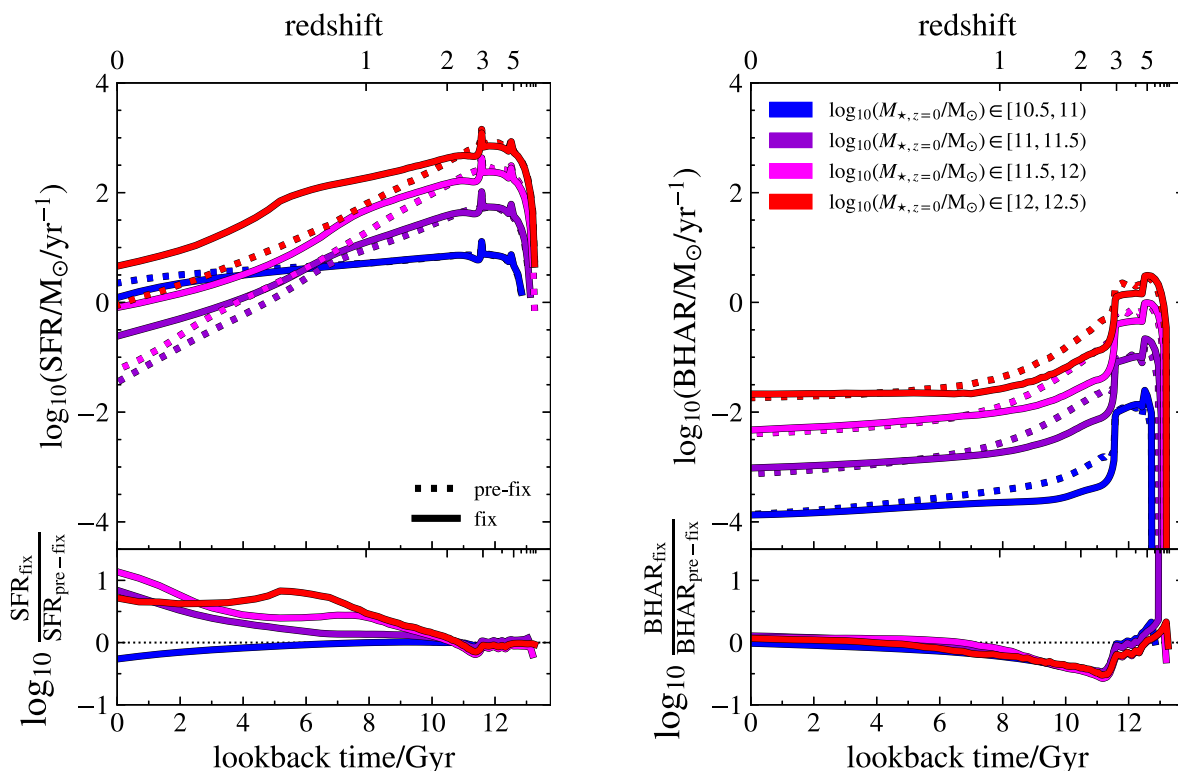 redshift
0 1 2 3 5
4
2
0
−2
−4
log10(SFR/M⊙/yr−1)
pre-fix
fix
1
0
−1
log10 SFRfix/SFRpre−fix
0 2 4 6 8 10 12
lookback time/Gyr
redshift
0 1 2 3 5
4
2
0
−2
−4
log10(BHAR/M⊙/yr−1)
log10(M⋆,z=0/M⊙)∈[10.5, 11)
log10(M⋆,z=0/M⊙)∈[11, 11.5)
log10(M⋆,z=0/M⊙)∈[11.5, 12)
log10(M⋆,z=0/M⊙)∈[12, 12.5)
1
0
−1
log10 BHARfix/BHARpre−fix
0 2 4 6 8 10 12
lookback time/Gyr